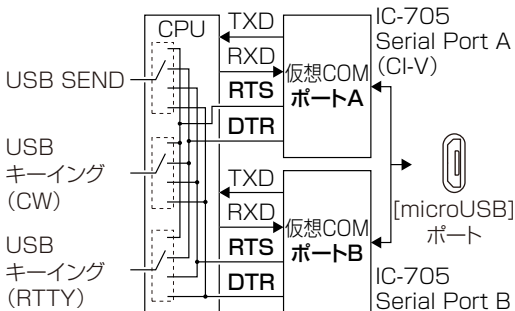 CPU
TXD
RXD
RTS
DTR
仮想COM
ポートA
IC-705
Serial Port A
(CI-V)
USB SEND
USB
キーイング
(CW)
USB
キーイング
(RTTY)
TXD
RXD
RTS
DTR
仮想COM
ポートB
[microUSB]
ポート
IC-705
Serial Port B